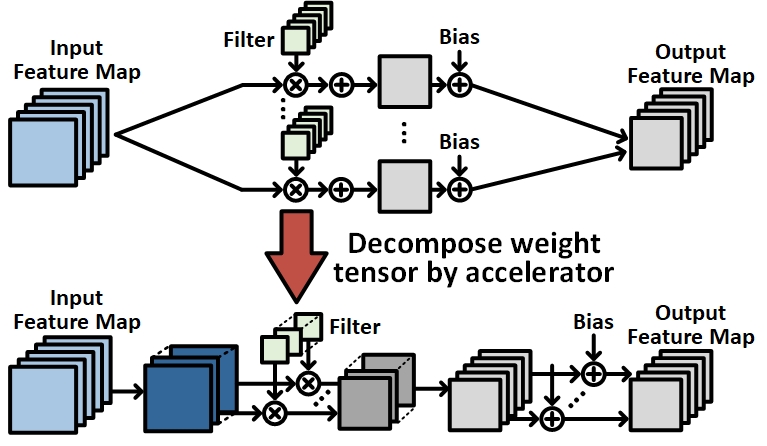 Input
Feature Map
Filter
Bias
Output
Feature Map
Bias
Decompose weight
tensor by accelerator
Input
Feature Map
Filter
Bias
Output
Feature Map